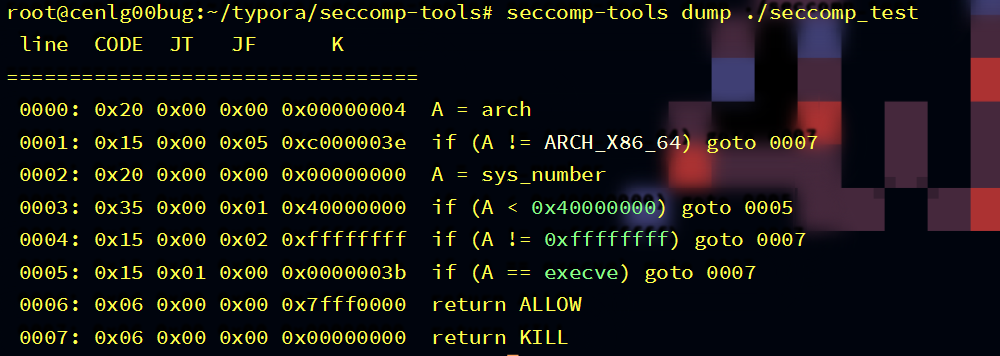 root@cenlg00bug:~/typora/seccomp-tools# seccomp-tools dump ./seccomp_test
line  CODE  JT   JF      K
=================================
0000: 0x20 0x00 0x00 0x00000004  A = arch
0001: 0x15 0x00 0x05 0xc000003e  if (A != ARCH_X86_64) goto 0007
0002: 0x20 0x00 0x00 0x00000000  A = sys_number
0003: 0x35 0x00 0x01 0x40000000  if (A < 0x40000000) goto 0005
0004: 0x15 0x00 0x02 0xffffffff  if (A != 0xffffffff) goto 0007
0005: 0x15 0x01 0x00 0x0000003b  if (A == execve) goto 0007
0006: 0x06 0x00 0x00 0x7fff0000  return ALLOW
0007: 0x06 0x00 0x00 0x00000000  return KILL